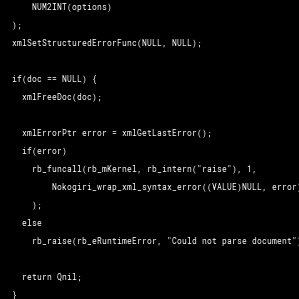 NUM2INT(options)
);
xmlSetStructuredErrorFunc(NULL, NULL);
if(doc == NULL) {
xmlFreeDoc(doc);
xmlErrorPtr error = xmlGetLastError();
if(error)
rb_funcall(rb_mKernel, rb_intern("raise"), 1,
Nokogiri_wrap_xml_syntax_error((VALUE)NULL, error)
);
else
rb_raise(rb_eRuntimeError, "Could not parse document")
return Qnil;
}